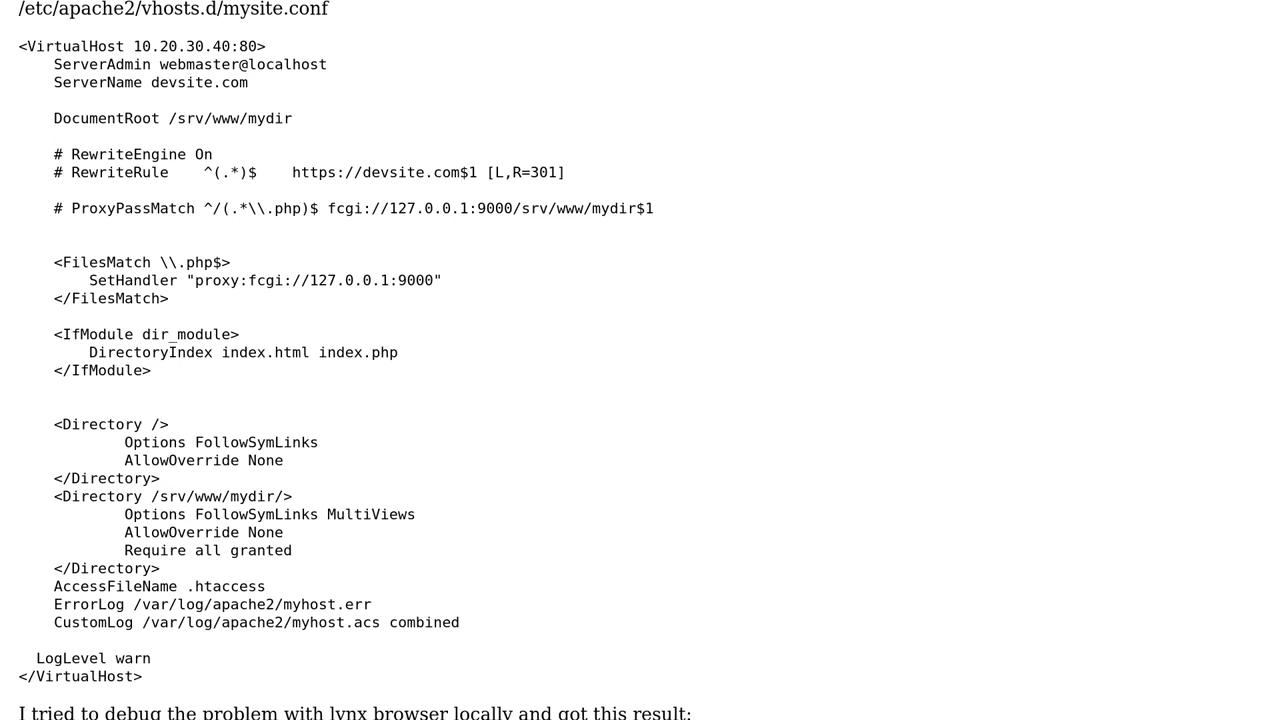 /etc/apache2/vhosts.d/mysite.conf
<VirtualHost 10.20.30.40:80>
    ServerAdmin webmaster@localhost
    ServerName devsite.com

    DocumentRoot /srv/www/mydir

    # RewriteEngine On
    # RewriteRule    ^(.*)$    https://devsite.com$1 [L,R=301]

    # ProxyPassMatch ^/(.*\\.php)$ fcgi://127.0.0.1:9000/srv/www/mydir$1


    <FilesMatch \\.php$>
        SetHandler "proxy:fcgi://127.0.0.1:9000"
    </FilesMatch>

    <IfModule dir_module>
        DirectoryIndex index.html index.php
    </IfModule>


    <Directory />
            Options FollowSymLinks
            AllowOverride None
    </Directory>
    <Directory /srv/www/mydir/>
            Options FollowSymLinks MultiViews
            AllowOverride None
            Require all granted
    </Directory>
    AccessFileName .htaccess
    ErrorLog /var/log/apache2/myhost.err
    CustomLog /var/log/apache2/myhost.acs combined

  LogLevel warn
</VirtualHost>
I tried to debug the problem with lynx browser locally and got this result: